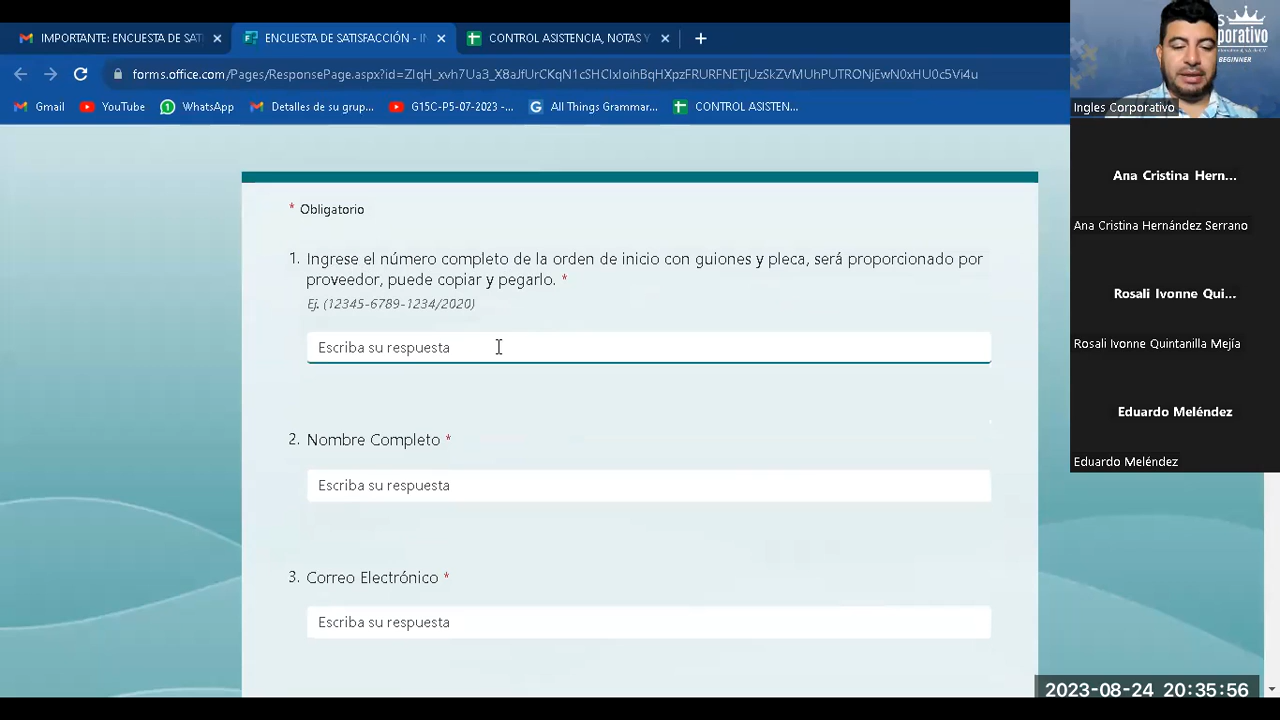 IMPORTANTE: ENCUESTA DE SAT
ENCUESTA DE SATISFACCIÓN - IN
CONTROL ASISTENCIA, NOTAS Y
forms.office.com/Pages/ResponsePage.aspx?id=ZIqH_xvh7Ua3_X8aJfUrCKqN1cSHCIxIoihBqHXpzFRURFNETjUzSkZVMUhPUTRONjEwN0xHU0c5Vi4u
Gmail
YouTube
WhatsApp
Detalles de su grup...
G15C-P5-07-2023 -...
All Things Grammar...
CONTROL ASISTEN...
* Obligatorio
1. Ingrese el número completo de la orden de inicio con guiones y pleca, será proporcionado por
proveedor, puede copiar y pegarlo. *
Ej. (12345-6789-1234/2020)
Escriba su respuesta
2. Nombre Completo *
Escriba su respuesta
3. Correo Electrónico *
Escriba su respuesta
BEGINNER
Ingles Corporativo
Ana Cristina Hern...
Ana Cristina Hernández Serrano
Rosali Ivonne Qui...
Rosali Ivonne Quintanilla Mejía
Eduardo Meléndez
Eduardo Meléndez
2023-08-24 20:35:56